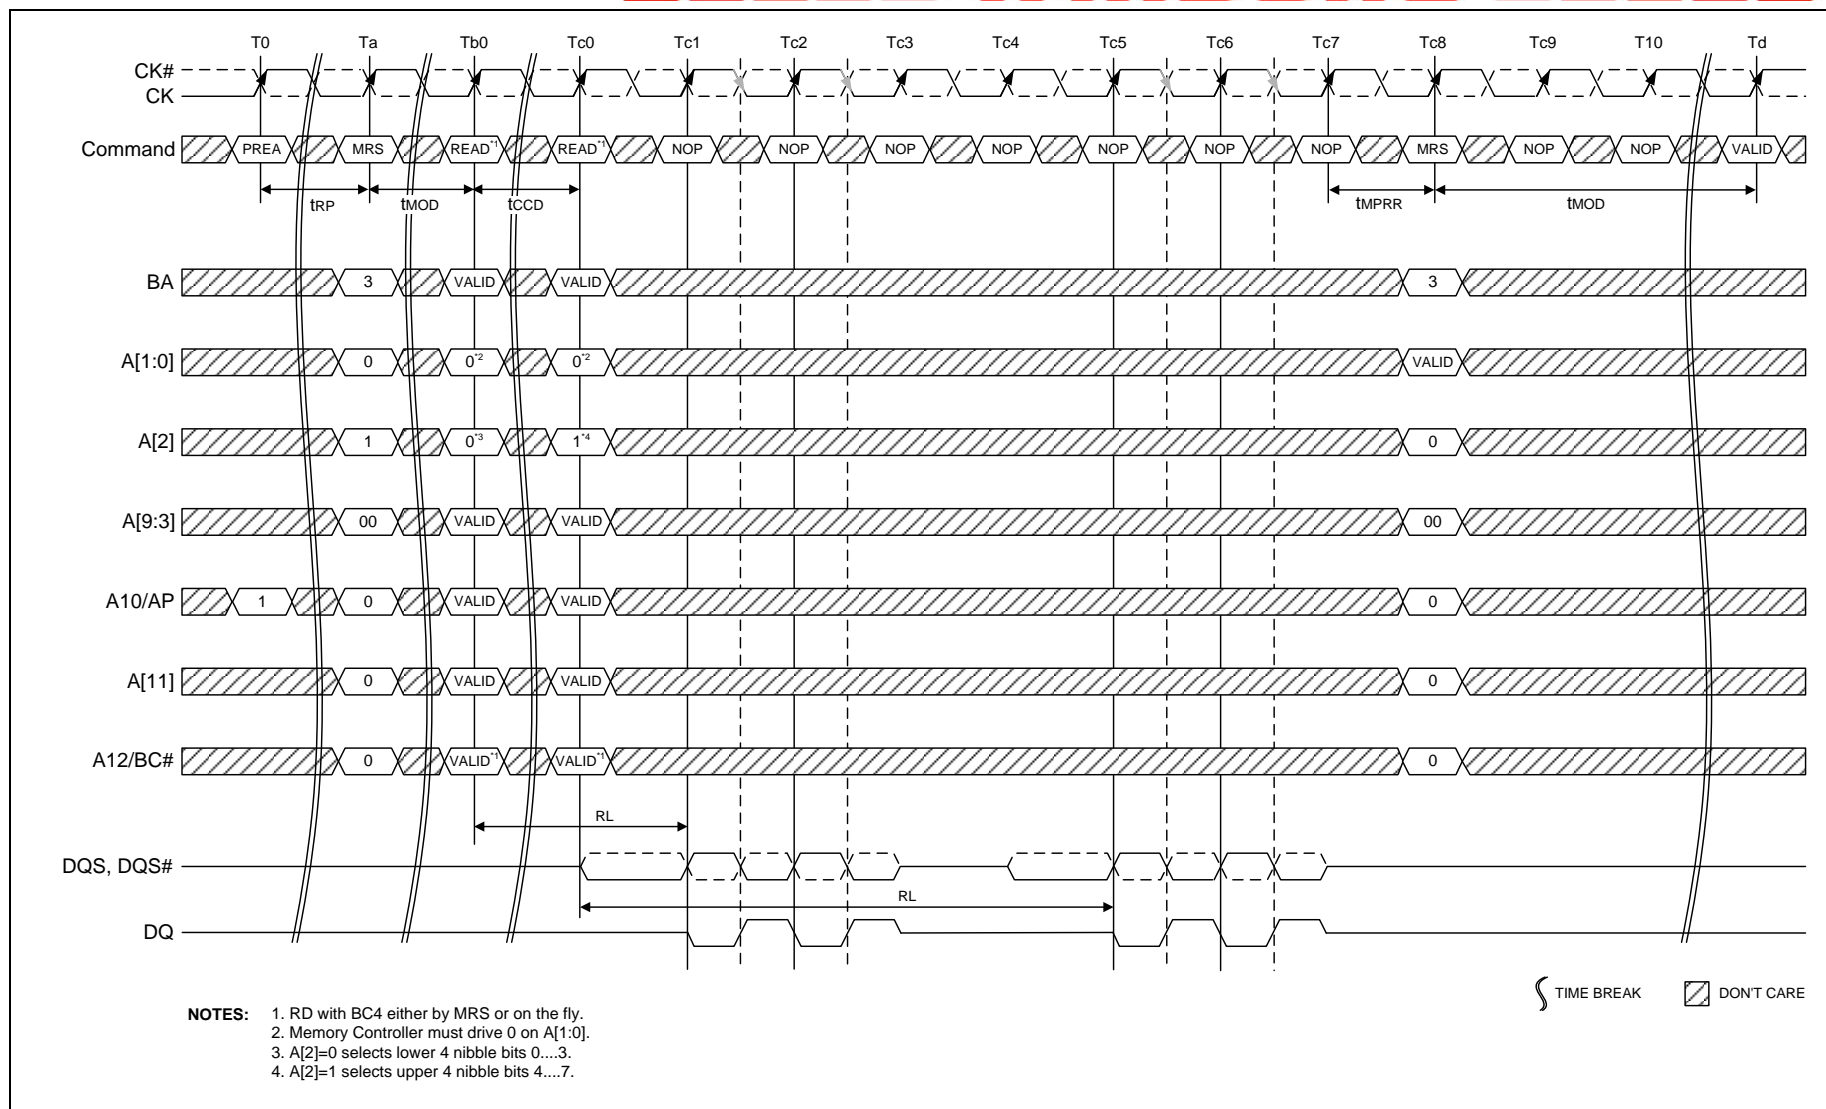 T0 Ta Tb0 Tc0 Tc1 Tc2 Tc3 Tc4 Tc5 Tc6 Tc7 Tc8 Tc9 T10 Td
CK#
CK
Command PREA MRS READ*1 READ*1 NOP NOP NOP NOP NOP NOP NOP MRS NOP NOP VALID
tRP tMOD tCCD tMPRR tMOD
BA 3 VALID VALID 3
A[1:0] 0 0*2 0*2 VALID
A[2] 1 0*3 1*4 0
A[9:3] 00 VALID VALID 00
A10/AP 1 0 VALID VALID 0
A[11] 0 VALID VALID 0
A12/BC# 0 VALID*1 VALID*1 0
RL
DQS, DQS#
RL
DQ
TIME BREAK DON'T CARE
NOTES: 1. RD with BC4 either by MRS or on the fly.
2. Memory Controller must drive 0 on A[1:0].
3. A[2]=0 selects lower 4 nibble bits 0....3.
4. A[2]=1 selects upper 4 nibble bits 4....7.